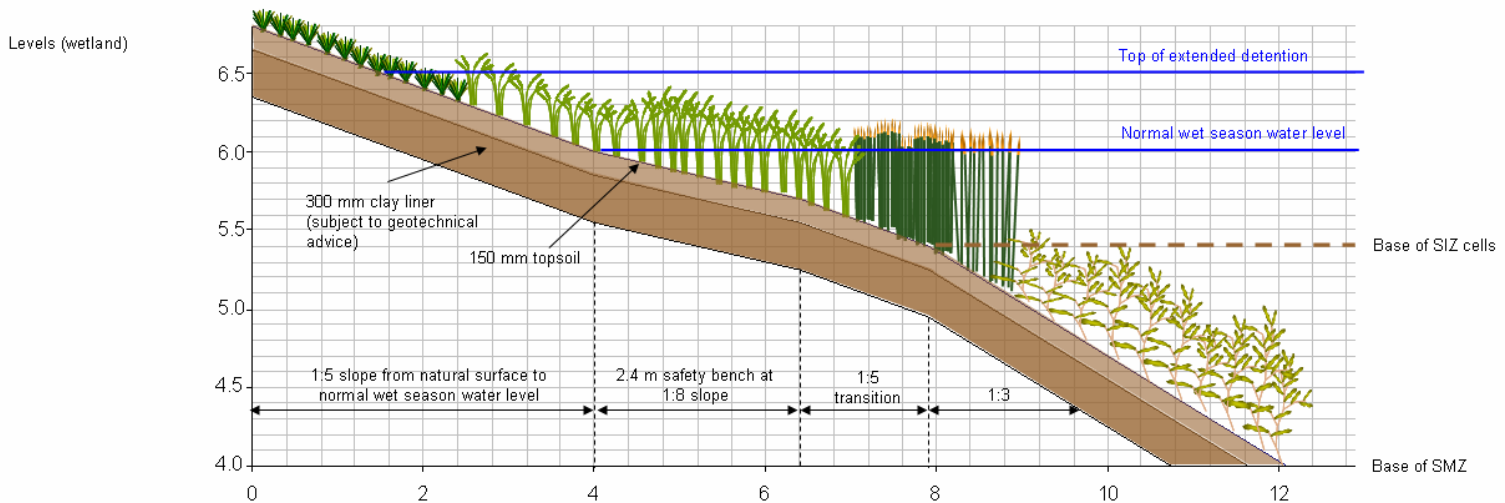 Levels (wetland)
Top of extended detention
6.5
Normal wet season water level
6.0
300 mm clay liner
(subject to geotechnical
advice)
150 mm topsoil
5.5
Base of SIZ cells
5.0
4.5
1:5 slope from natural surface to
normal wet season water level
2.4 m safety bench at
1:8 slope
1:5
transition
1:3
4.0
Base of SMZ
0
2
4
6
8
10
12